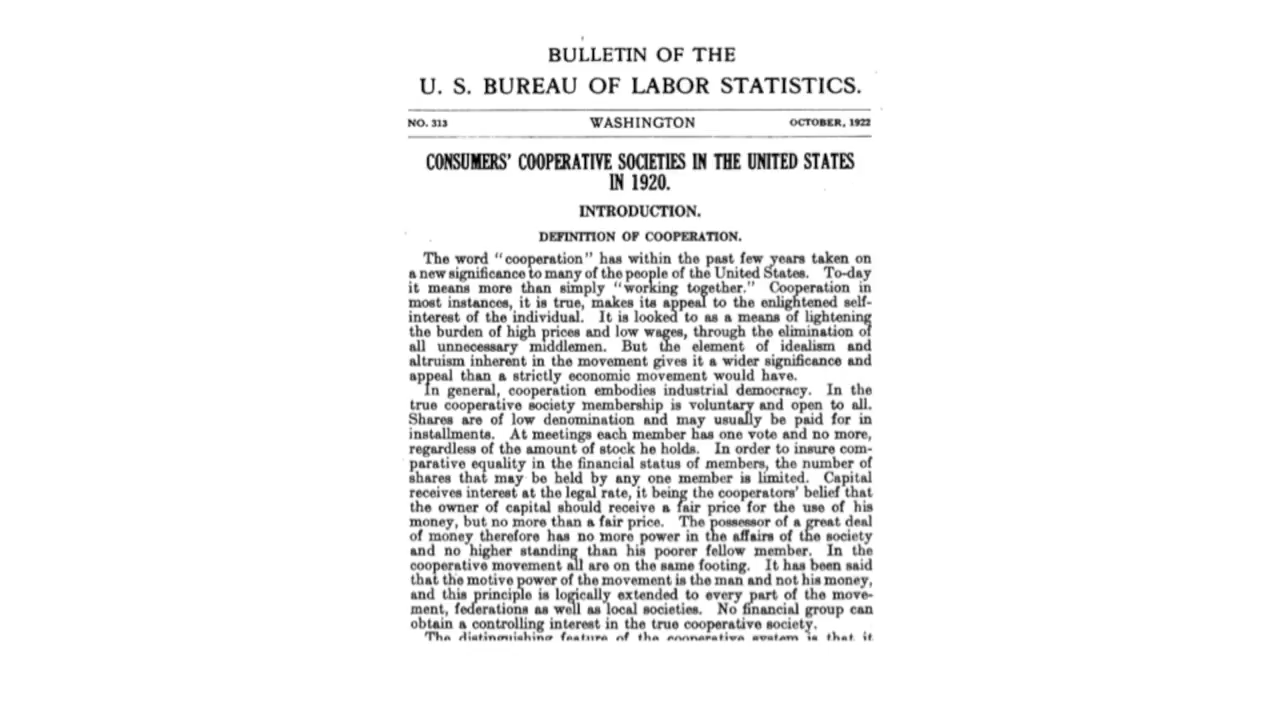 BULLETIN OF THE
U. S. BUREAU OF LABOR STATISTICS.
NO. 313 WASHINGTON OCTOBER, 1922
CONSUMERS' COOPERATIVE SOCIETIES IN THE UNITED STATES
IN 1920.
INTRODUCTION.
DEFINITION OF COOPERATION.
The word "cooperation" has within the past few years taken on
a new significance to many of the people of the United States. To-day
it means more than simply "working together." Cooperation in
most instances, it is true, makes its appeal to the enlightened self-
interest of the individual. It is looked to as a means of lightening
the burden of high prices and low wages, through the elimination of
all unnecessary middlemen. But the element of idealism and
altruism inherent in the movement gives it a wider significance and
appeal than a strictly economic movement would have.
In general, cooperation embodies industrial democracy. In the
true cooperative society membership is voluntary and open to all.
Shares are of low denomination and may usually be paid for in
installments. At meetings each member has one vote and no more,
regardless of the amount of stock he holds. In order to insure com-
parative equality in the financial status of members, the number of
shares that may be held by any one member is limited. Capital
receives interest at the legal rate, it being the cooperators' belief that
the owner of capital should receive a fair price for the use of his
money, but no more than a fair price. The possessor of a great deal
of money therefore has no more power in the affairs of the society
and no higher standing than his poorer fellow member. In the
cooperative movement all are on the same footing. It has been said
that the motive power of the movement is the man and not his money,
and this principle is logically extended to every part of the move-
ment, federations as well as local societies. No financial group can
obtain a controlling interest in the true cooperative society.
The distinguishing feature of the cooperative system is that it